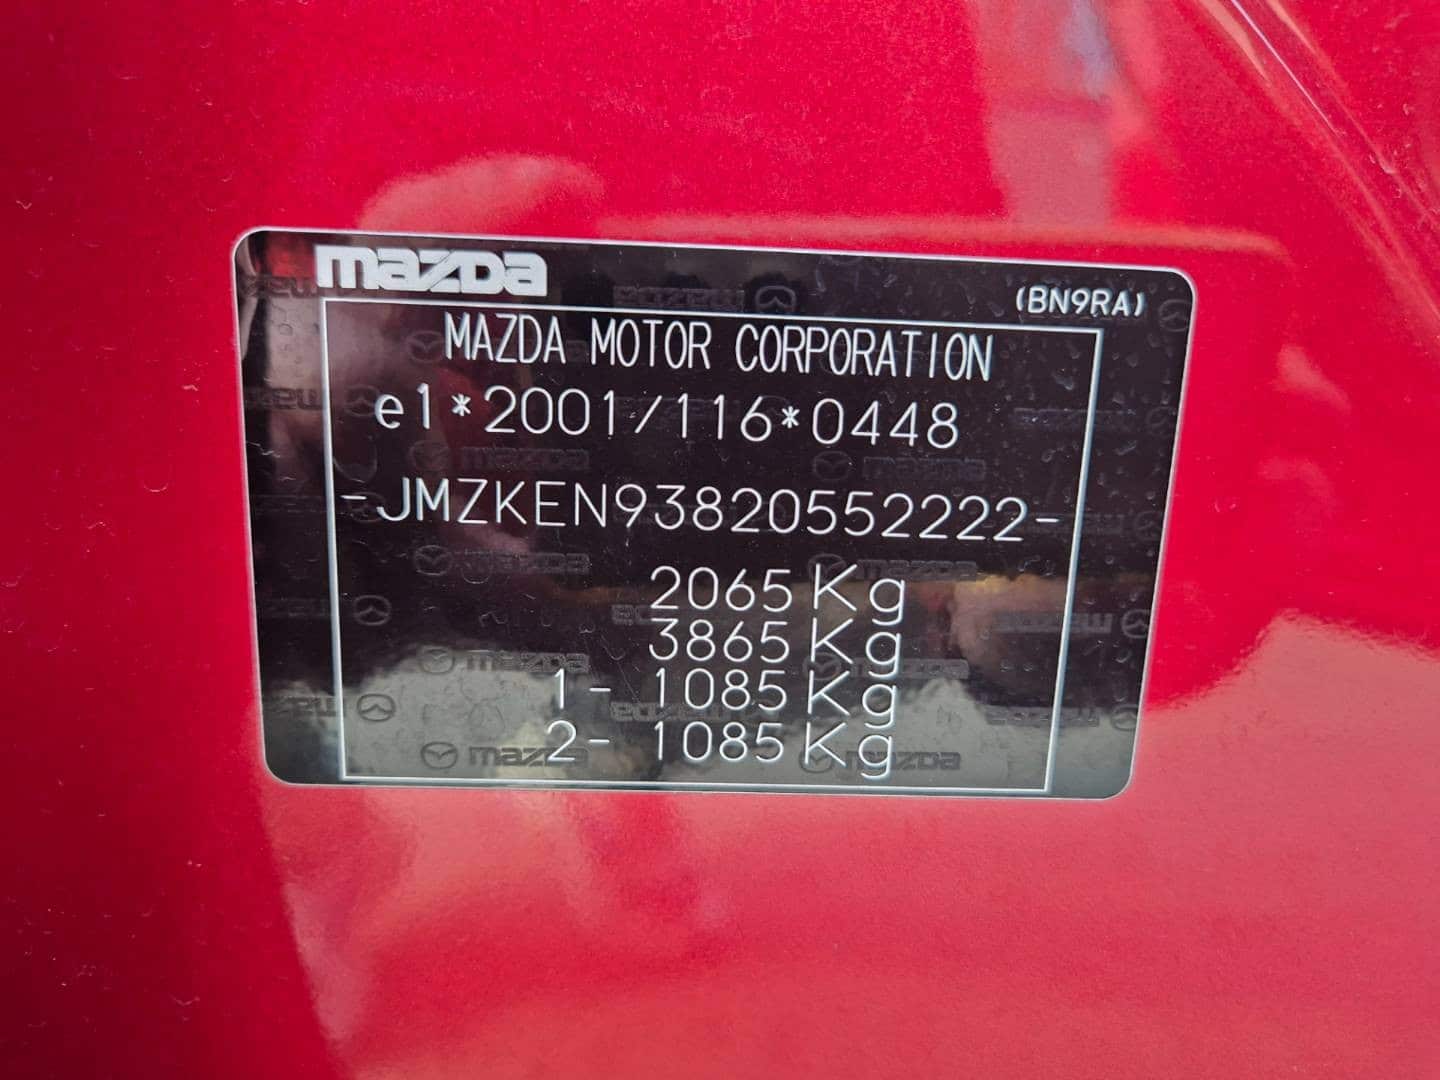 mazda
(BN9RA)
MAZDA MOTOR CORPORATION
e1*2001/116*0448
-JMZKEN93820552222-
2065 Kg
3865 Kg
1- 1085 Kg
2- 1085 Kg